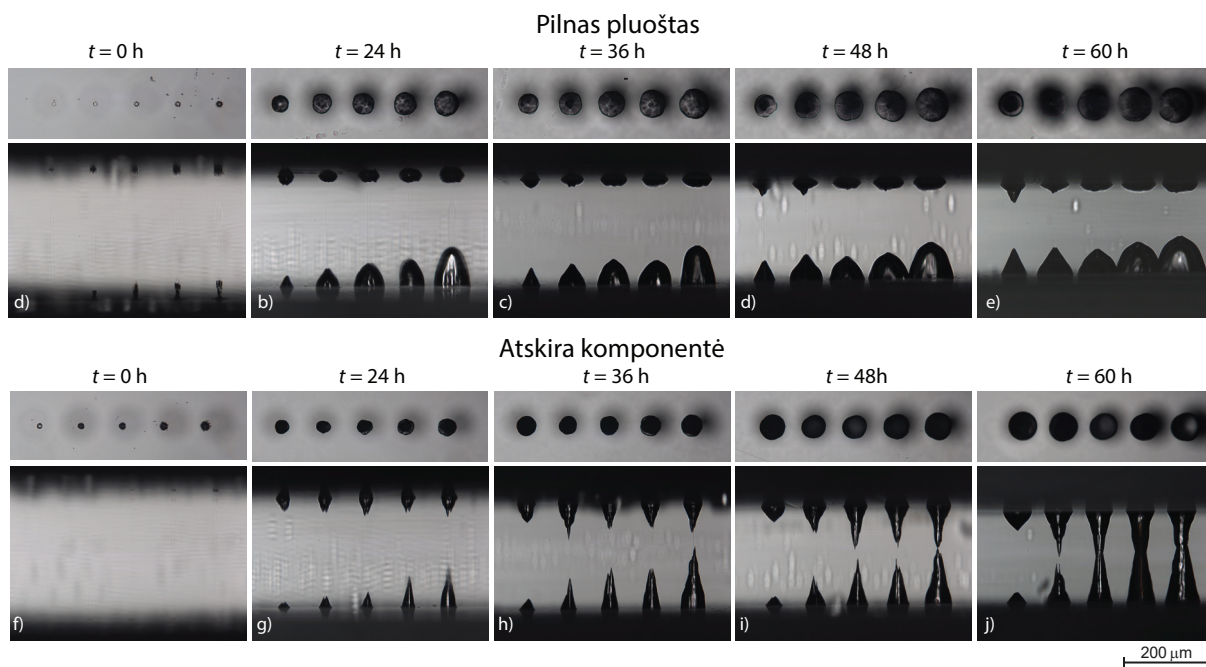 Pilnas pluoštas
t = 0 h
t = 24 h
t = 36 h
t = 48 h
t = 60 h
d)
b)
c)
d)
e)
Atskira komponentė
t = 0 h
t = 24 h
t = 36 h
t = 48h
t = 60 h
f)
g)
h)
i)
j)
200 μm